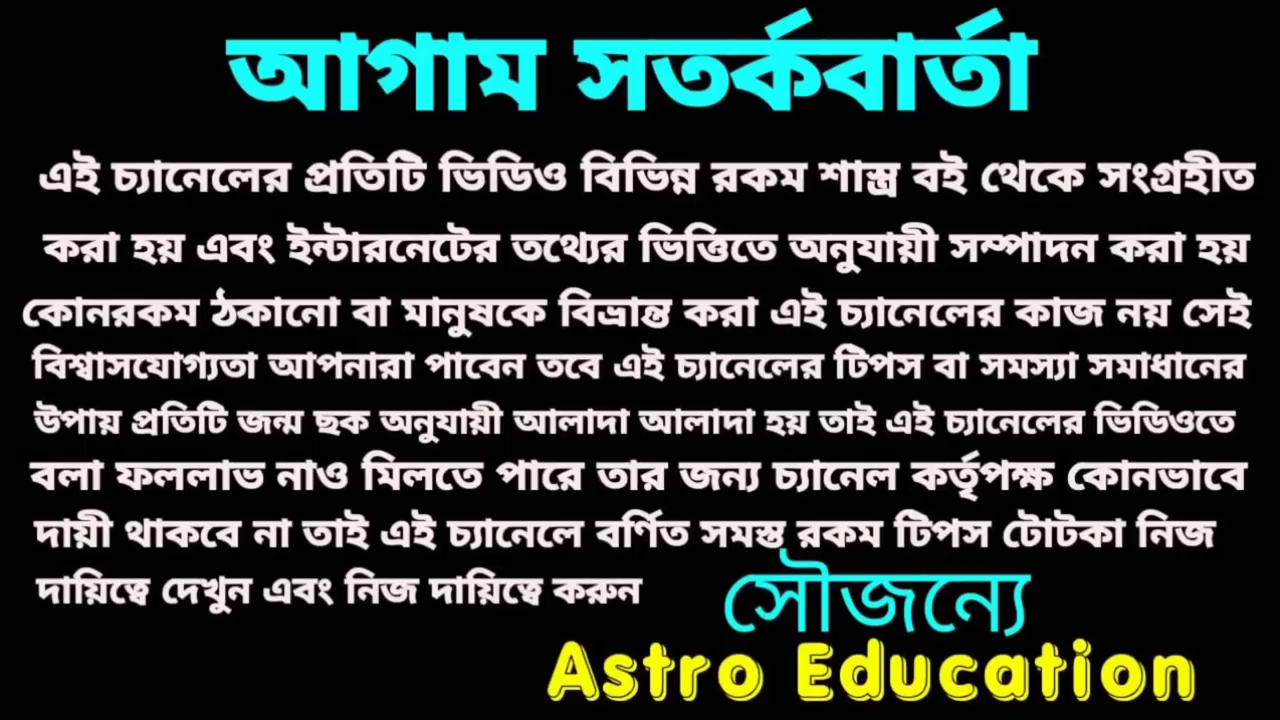 আগাম সতর্কবার্তা
এই চ্যানেলের প্রতিটি ভিডিও বিভিন্ন রকম শাস্ত্র বই থেকে সংগ্রহীত
করা হয় এবং ইন্টারনেটের তথ্যের ভিত্তিতে অনুযায়ী সম্পাদন করা হয়
কোনরকম ঠকানো বা মানুষকে বিভ্রান্ত করা এই চ্যানেলের কাজ নয় সেই
বিশ্বাসযোগ্যতা আপনারা পাবেন তবে এই চ্যানেলের টিপস বা সমস্যা সমাধানের
উপায় প্রতিটি জন্ম ছক অনুযায়ী আলাদা আলাদা হয় তাই এই চ্যানেলের ভিডিওতে
বলা ফললাভ নাও মিলতে পারে তার জন্য চ্যানেল কর্তৃপক্ষ কোনভাবে
দায়ী থাকবে না তাই এই চ্যানেলে বর্ণিত সমস্ত রকম টিপস টোটকা নিজ
দায়িত্বে দেখুন এবং নিজ দায়িত্বে করুন
সৌজন্যে
Astro Education